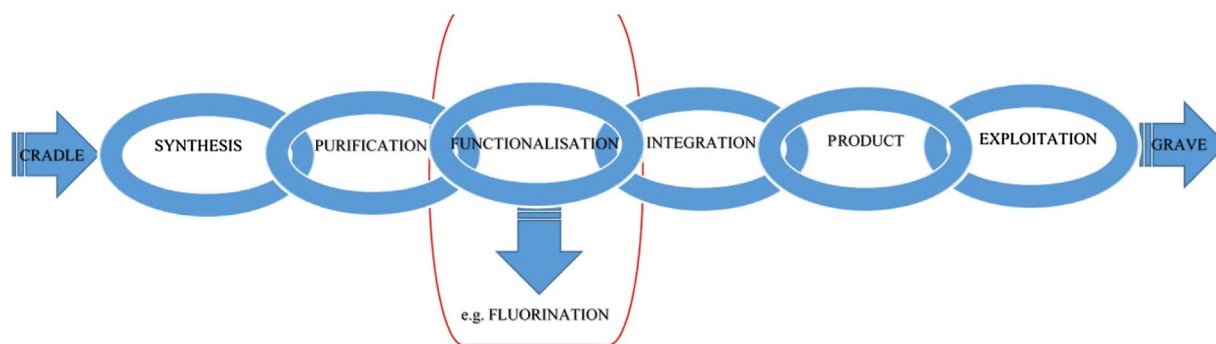 CRADLE
SYNTHESIS
PURIFICATION
FUNCTIONALISATION
INTEGRATION
PRODUCT
EXPLOITATION
GRAVE
e.g. FLUORINATION